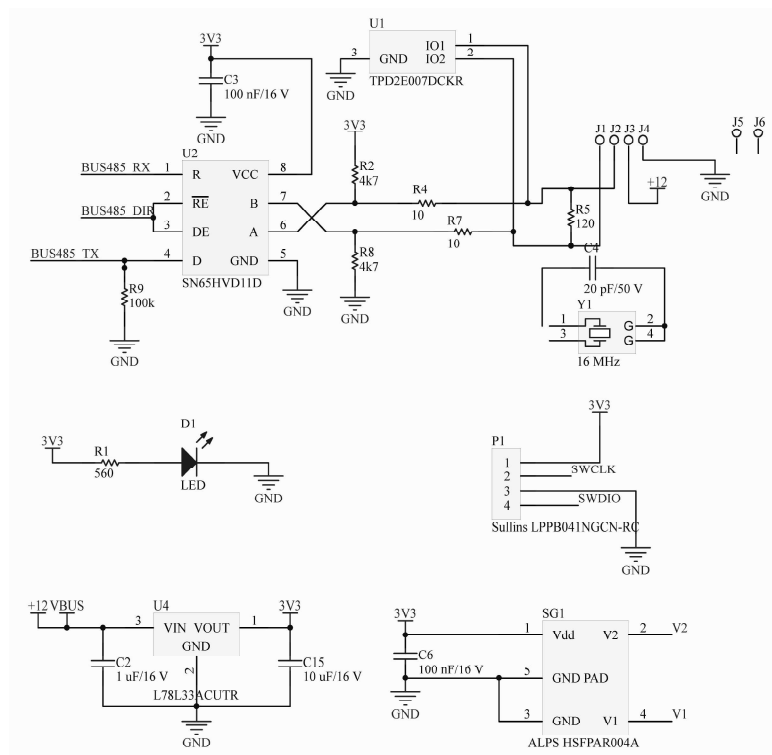 U1
3V3
IO1 1
3 GND IO2 2
C3
100 nF/16 V
GND
TPD2E007DCKR
GND
3V3
J1 J2 J3 J4
J5 J6
U2
BUS485_RX 1 R VCC 8
R2
4k7
R4
10
+12
GND
2 RE B 7
BUS485_DIR
3 DE A 6
R7
10
R5
120
BUS485_TX 4 D GND 5
R8
4k7
C4
20 pF/50 V
SN65HVD11D
R9
100k
GND
GND
GND
Y1
1 G 2
3 G 4
16 MHz
D1
3V3
R1
560
LED
GND
3V3
P1
1
2 SWCLK
3
4 SWDIO
Sullins LPPB041NGCN-RC
GND
+12 VBUS
U4
3V3
3 VIN VOUT 1
GND
2
C2
1 uF/16 V
C15
10 uF/16 V
L78L33ACUTR
GND
SG1
3V3
1 Vdd V2 2 V2
C6
100 nF/16 V
5 GND PAD
GND
3 GND V1 4 V1
ALPS HSFPAR004A